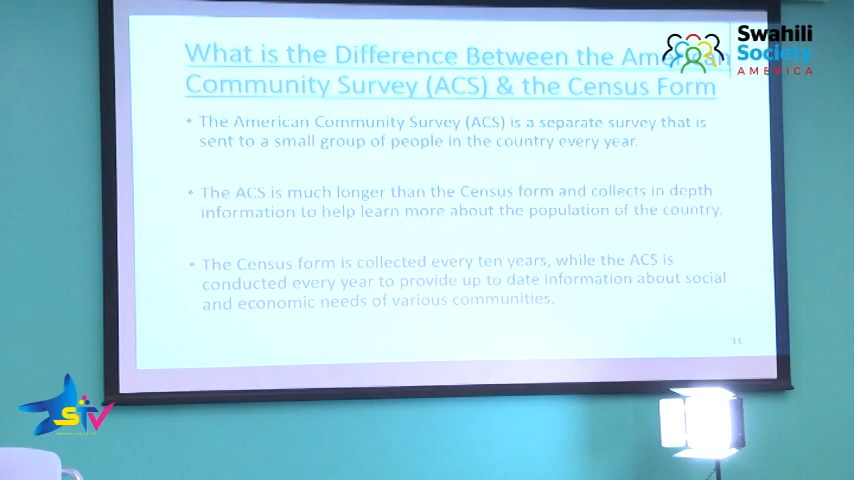 What is the Difference Between the American
Community Survey (ACS) & the Census Form
• The American Community Survey (ACS) is a separate survey that is
sent to a small group of people in the country every year.
• The ACS is much longer than the Census form and collects in depth
information to help learn more about the population of the country.
• The Census form is collected every ten years, while the ACS is
conducted every year to provide up to date information about social
and economic needs of various communities.
11
Swahili
Society
AMERICA
STV